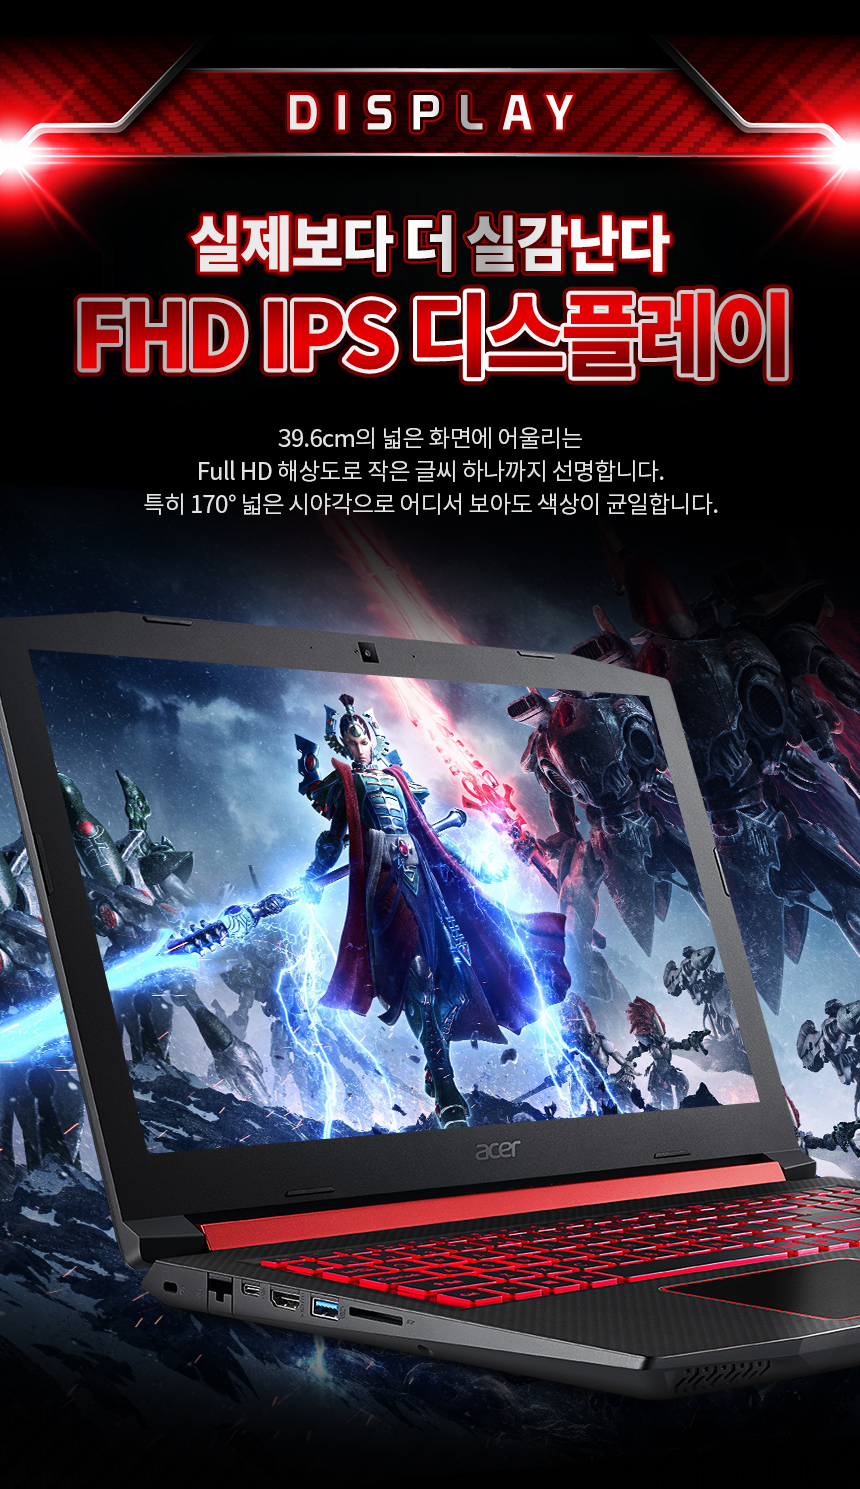 DISPLAY
실제보다 더 실감난다
FHD IPS 디스플레이
39.6cm의 넓은 화면에 어울리는
Full HD 해상도로 작은 글씨 하나까지 선명합니다.
특히 170° 넓은 시야각으로 어디서 보아도 색상이 균일합니다.
acer